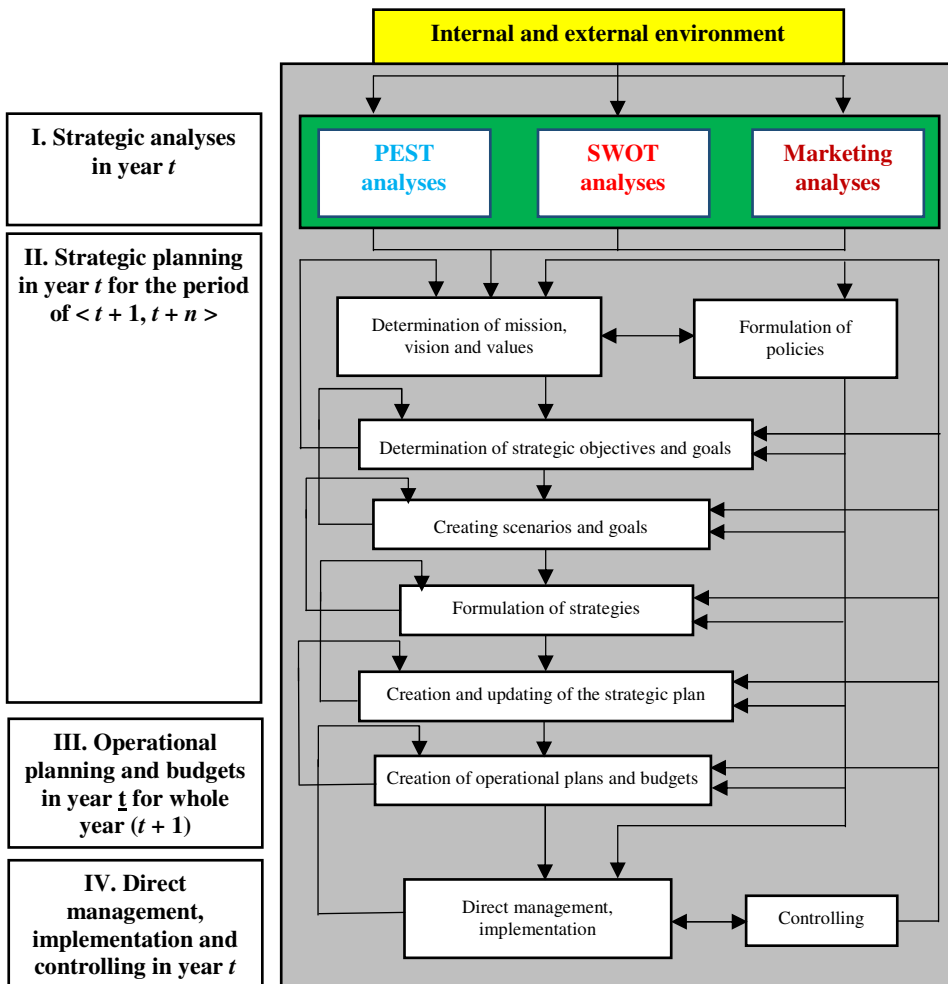 Internal and external environment
I. Strategic analyses
in year t
PEST
analyses
SWOT
analyses
Marketing
analyses
II. Strategic planning
in year t for the period
of < t + 1, t + n >
Determination of mission,
vision and values
Formulation of
policies
Determination of strategic objectives and goals
Creating scenarios and goals
Formulation of strategies
Creation and updating of the strategic plan
III. Operational
planning and budgets
in year t for whole
year (t + 1)
Creation of operational plans and budgets
IV. Direct
management,
implementation and
controlling in year t
Direct management,
implementation
Controlling